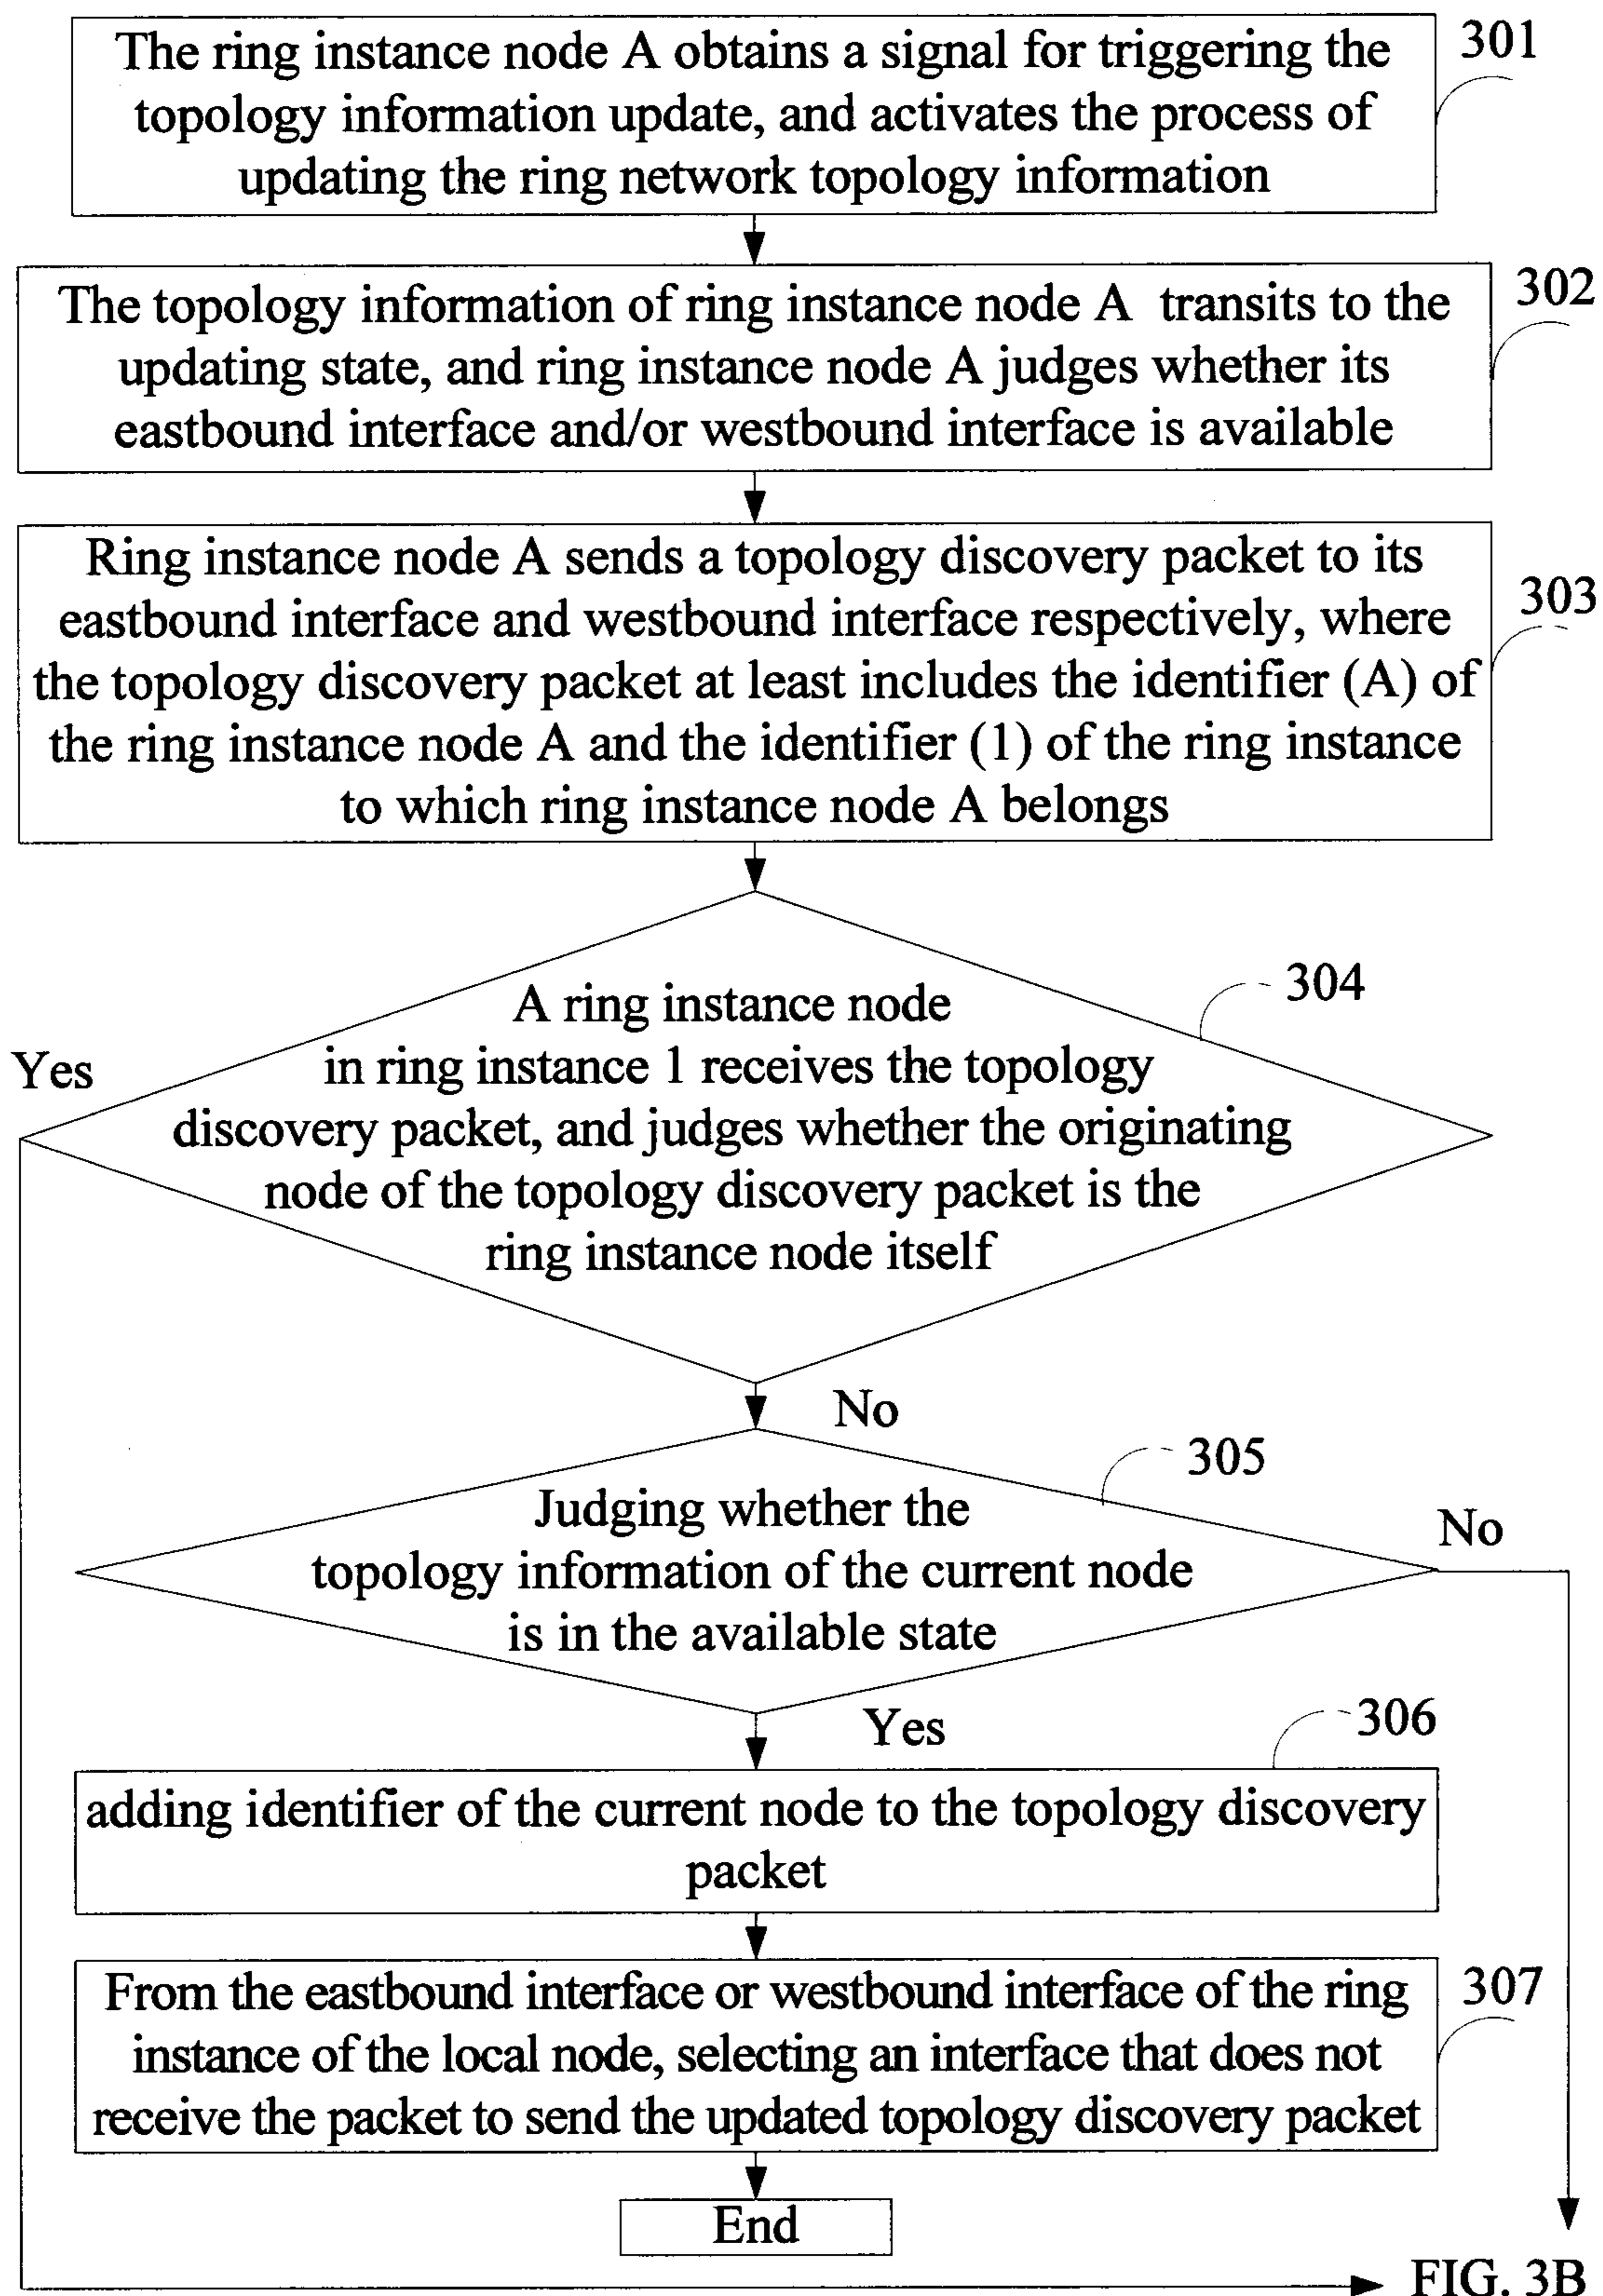 The ring instance node A obtains a signal for triggering the
topology information update, and activates the process of
updating the ring network topology information
301
The topology information of ring instance node A transits to the
updating state, and ring instance node A judges whether its
eastbound interface and/or westbound interface is available
302
Ring instance node A sends a topology discovery packet to its
eastbound interface and westbound interface respectively, where
the topology discovery packet at least includes the identifier (A) of
the ring instance node A and the identifier (1) of the ring instance
to which ring instance node A belongs
303
A ring instance node
in ring instance 1 receives the topology
discovery packet, and judges whether the originating
node of the topology discovery packet is the
ring instance node itself
304
Yes
No
Judging whether the
topology information of the current node
is in the available state
305
No
Yes
adding identifier of the current node to the topology discovery
packet
306
From the eastbound interface or westbound interface of the ring
instance of the local node, selecting an interface that does not
receive the packet to send the updated topology discovery packet
307
End
FIG. 3B